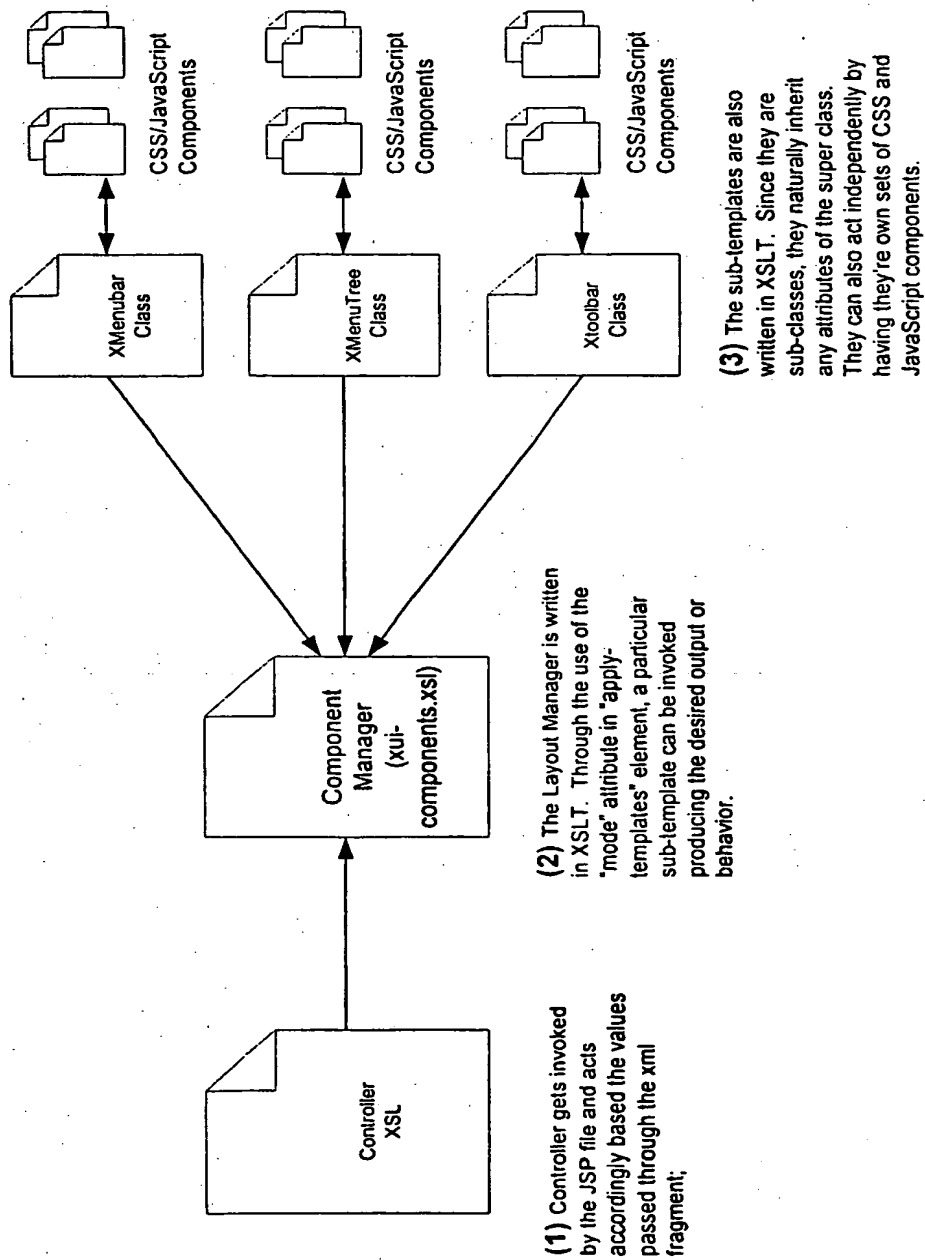 Controller
XSL
(1) Controller gets invoked
by the JSP file and acts
accordingly based the values
passed through the xml
fragment;
Component
Manager
(xui-
components.xsl)
(2) The Layout Manager is written
in XSLT. Through the use of the
"mode" attribute in "apply-
templates" element, a particular
sub-template can be invoked
producing the desired output or
behavior.
XMenubar
Class
CSS/JavaScript
Components
XMenuTree
Class
CSS/JavaScript
Components
Xtoolbar
Class
CSS/JavaScript
Components
(3) The sub-templates are also
written in XSLT. Since they are
sub-classes, they naturally inherit
any attributes of the super class.
They can also act independently by
having they're own sets of CSS and
JavaScript components.